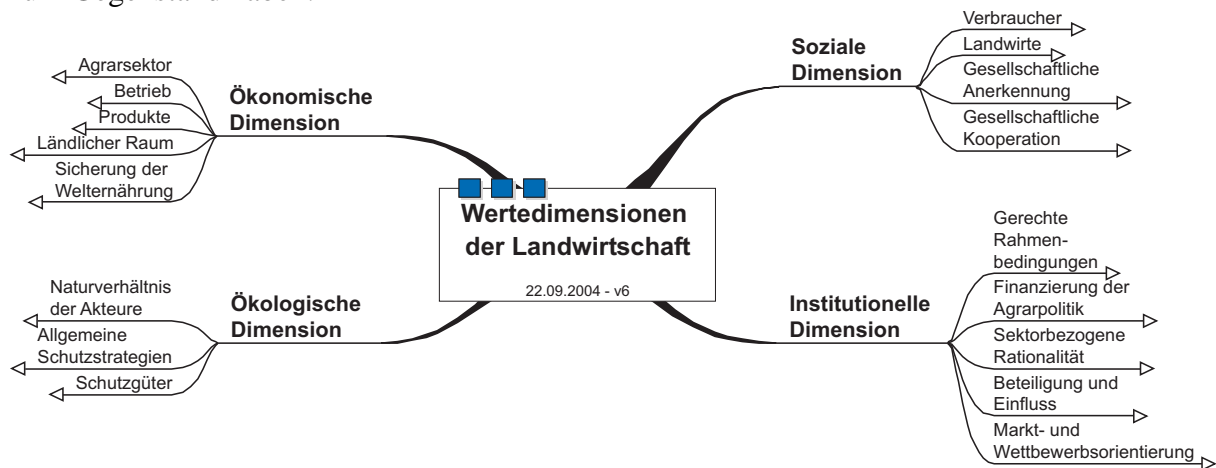 Agrarsektor
Betrieb
Produkte
Ländlicher Raum
Sicherung der
Welternährung
Ökonomische
Dimension
Soziale
Dimension
Verbraucher
Landwirte
Gesellschaftliche
Anerkennung
Gesellschaftliche
Kooperation
Wertedimensionen
der Landwirtschaft
22.09.2004 - v6
Naturverhältnis
der Akteure
Allgemeine
Schutzstrategien
Schutzgüter
Ökologische
Dimension
Institutionelle
Dimension
Gerechte
Rahmen-
bedingungen
Finanzierung der
Agrarpolitik
Sektorbezogene
Rationalität
Beteiligung und
Einfluss
Markt- und
Wettbewerbsorientierung